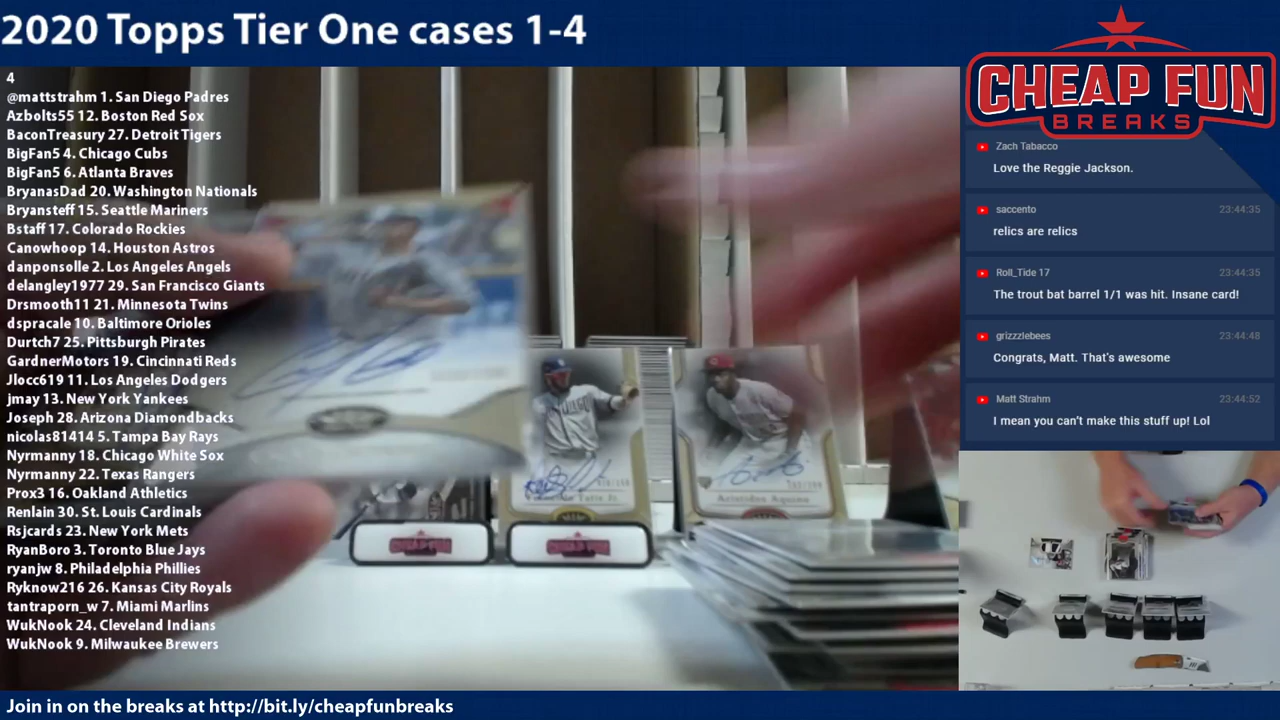 2020 Topps Tier One cases 1-4
4
@mattstrahm 1. San Diego Padres
Azbolts55 12. Boston Red Sox
BaconTreasury 27. Detroit Tigers
BigFan5 4. Chicago Cubs
BigFan5 6. Atlanta Braves
BryanasDad 20. Washington Nationals
Bryansteff 15. Seattle Mariners
Bstaff 17. Colorado Rockies
Canowhoop 14. Houston Astros
danponsolle 2. Los Angeles Angels
delangley1977 29. San Francisco Giants
Drsmooth11 21. Minnesota Twins
dspracale 10. Baltimore Orioles
Durtch7 25. Pittsburgh Pirates
GardnerMotors 19. Cincinnati Reds
Jlocc619 11. Los Angeles Dodgers
jmay 13. New York Yankees
Joseph 28. Arizona Diamondbacks
nicolas81414 5. Tampa Bay Rays
Nyrmanny 18. Chicago White Sox
Nyrmanny 22. Texas Rangers
Prox3 16. Oakland Athletics
Renlain 30. St. Louis Cardinals
Rsjcards 23. New York Mets
RyanBoro 3. Toronto Blue Jays
ryanjw 8. Philadelphia Phillies
Ryknow216 26. Kansas City Royals
tantraporn_w 7. Miami Marlins
WukNook 24. Cleveland Indians
WukNook 9. Milwaukee Brewers
SAN DIEGO
Tatis Jr.
Aristides Aquino
CHEAP FUN
CHEAP FUN
CHEAP FUN
BREAKS
Zach Tabacco
Love the Reggie Jackson.
saccento 23:44:35
relics are relics
Roll_Tide 17 23:44:35
The trout bat barrel 1/1 was hit. Insane card!
grizzzlebees 23:44:48
Congrats, Matt. That's awesome
Matt Strahm 23:44:52
I mean you can't make this stuff up! Lol
Join in on the breaks at http://bit.ly/cheapfunbreaks